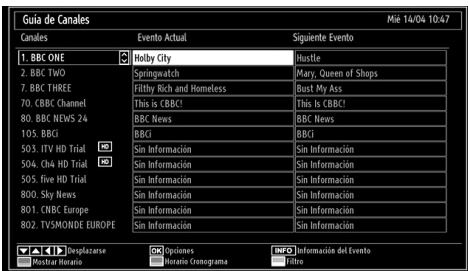 Guía de Canales Mié 14/04 10:47
Canales Evento Actual Siguiente Evento
1. BBC ONE Holby City Hustle
2. BBC TWO Springwatch Mary, Queen of Shops
7. BBC THREE Filthy Rich and Homeless Bust My Ass
70. CBBC Channel This is CBBC! This Is CBBC!
80. BBC NEWS 24 BBC News BBC News
105. BBCi BBCi BBCi
503. ITV HD Trial HD Sin Información Sin Información
504. Ch4 HD Trial HD Sin Información Sin Información
505. five HD Trial Sin Información Sin Información
800. Sky News Sin Información Sin Información
801. CNBC Europe Sin Información Sin Información
802. TV5MONDE EUROPE Sin Información Sin Información
Desplazarse OK Opciones INFO Información del Evento
Mostrar Horario Horario Cronograma Filtro